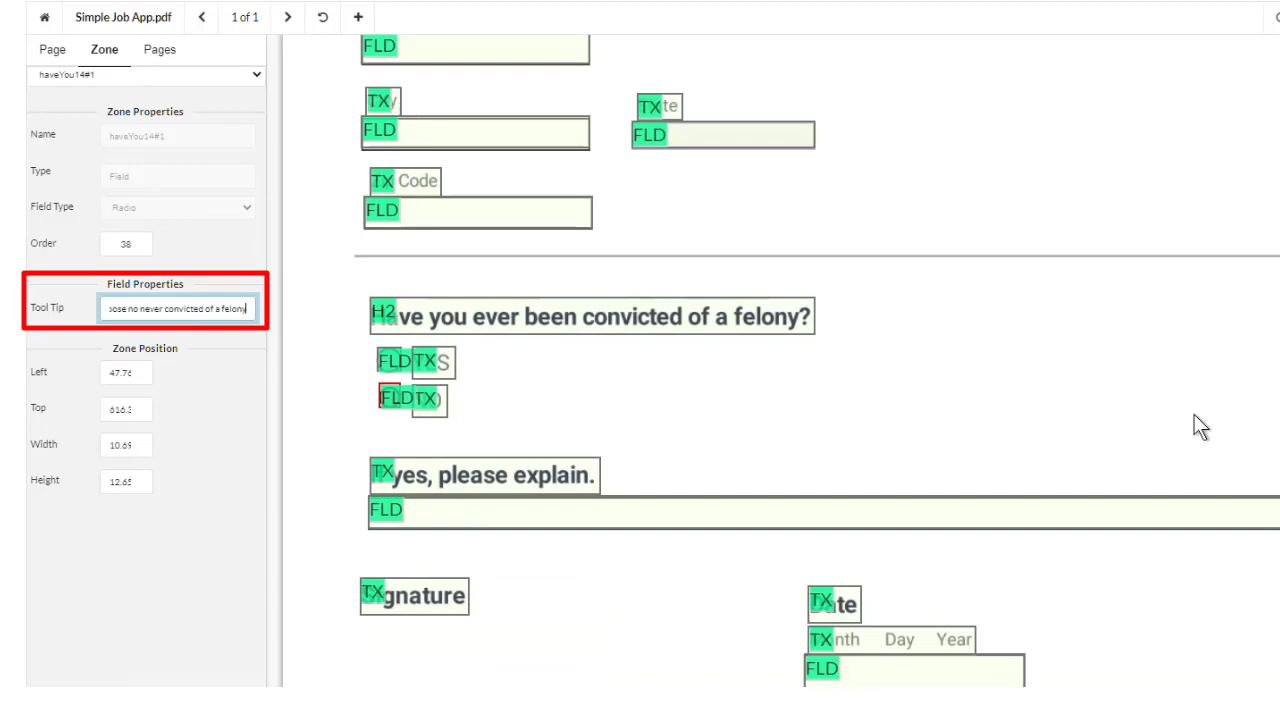 Simple Job App.pdf 1 of 1
Page Zone Pages
haveYou14#1
Zone Properties
Name haveYou14#1
Type Field
Field Type Radio
Order 38
Field Properties
Tool Tip ose no never convicted of a felony
Zone Position
Left 47.76
Top 616.3
Width 10.69
Height 12.65
FLD
TX y
TX te
FLD
FLD
TX Code
FLD
H2 ve you ever been convicted of a felony?
FLD TX S
FLD TX
TX yes, please explain.
FLD
TX gnature
TX te
TX nth Day Year
FLD